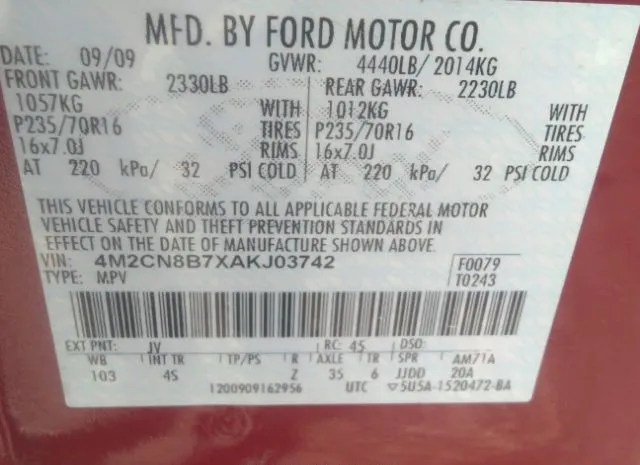 MFD. BY FORD MOTOR CO.
DATE: 09/09 GVWR: 4440LB/ 2014KG
FRONT GAWR: 2330LB REAR GAWR: 2230LB
1057KG WITH 1012KG WITH
P235/70R16 TIRES P235/70R16 TIRES
16x7.0J RIMS 16x7.0J RIMS
AT 220 kPa/ 32 PSI COLD AT 220 kPa/ 32 PSI COLD
THIS VEHICLE CONFORMS TO ALL APPLICABLE FEDERAL MOTOR
VEHICLE SAFETY AND THEFT PREVENTION STANDARDS IN
EFFECT ON THE DATE OF MANUFACTURE SHOWN ABOVE.
VIN: 4M2CN8B7XAKJ03742 F0079
TYPE: MPV T0243
EXT PNT: JV RC: 45 DSO:
WB INT TR TP/PS R AXLE TR SPR AM71A
103 4S Z 35 6 JJDD 20A
1200909162956 UTC ▽5U5A-1520472-BA